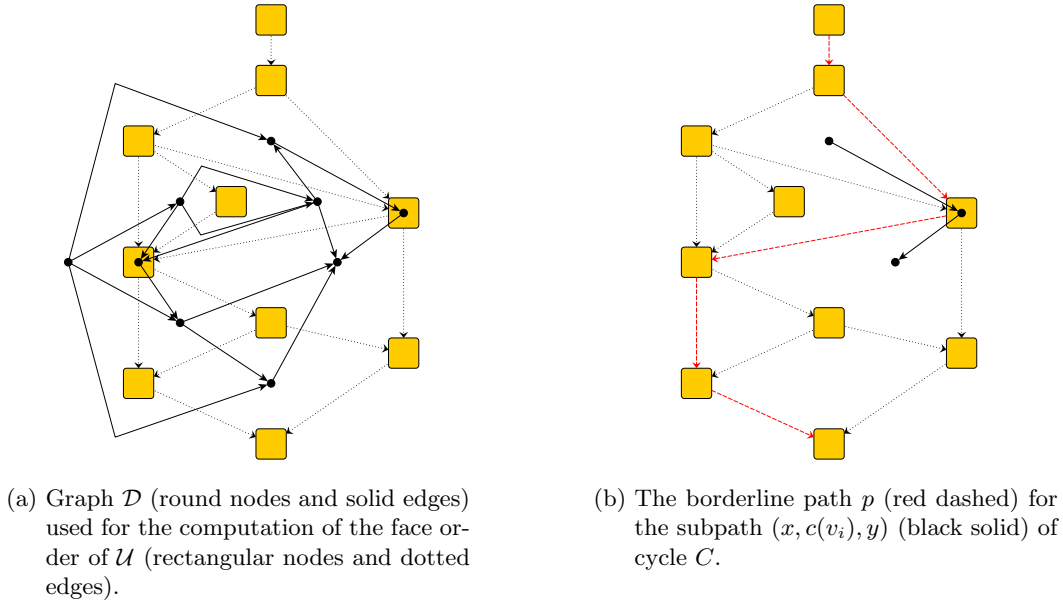 (a) Graph 𝒟 (round nodes and solid edges)
used for the computation of the face or-
der of 𝒰 (rectangular nodes and dotted
edges).
(b) The borderline path p (red dashed) for
the subpath (x, c(vᵢ), y) (black solid) of
cycle C.